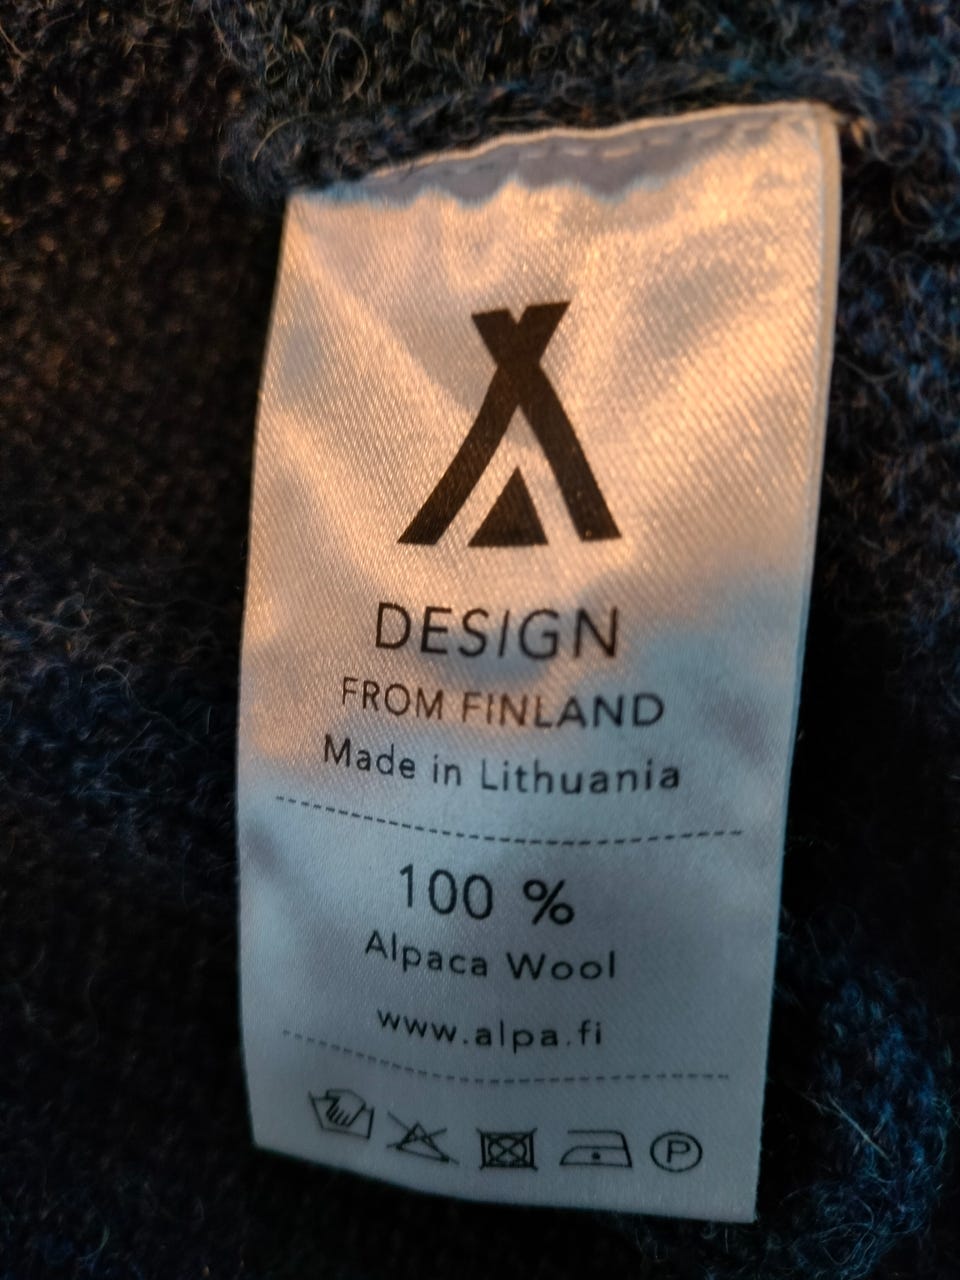 DESIGN
FROM FINLAND
Made in Lithuania
100 %
Alpaca Wool
www.alpa.fi
P